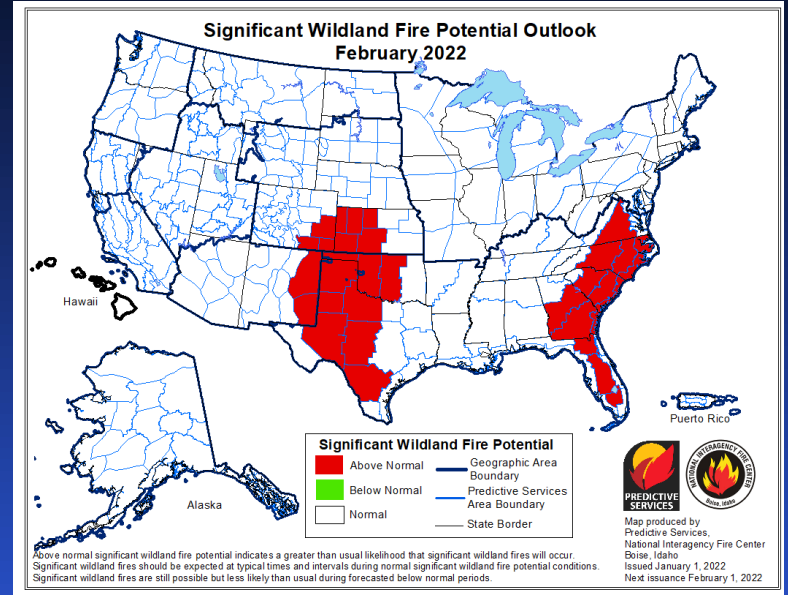 Significant Wildland Fire Potential Outlook
February 2022
Hawaii
Alaska
Puerto Rico
Significant Wildland Fire Potential
Above Normal
Below Normal
Normal
Geographic Area
Boundary
Predictive Services
Area Boundary
State Border
PREDICTIVE
SERVICES
NATIONAL INTERAGENCY FIRE CENTER
Boise, Idaho
Map produced by
Predictive Services,
National Interagency Fire Center
Boise, Idaho
Issued January 1, 2022
Next issuance February 1, 2022
Above normal significant wildland fire potential indicates a greater than usual likelihood that significant wildland fires will occur.
Significant wildland fires should be expected at typical times and intervals during normal significant wildland fire potential conditions.
Significant wildland fires are still possible but less likely than usual during forecasted below normal periods.